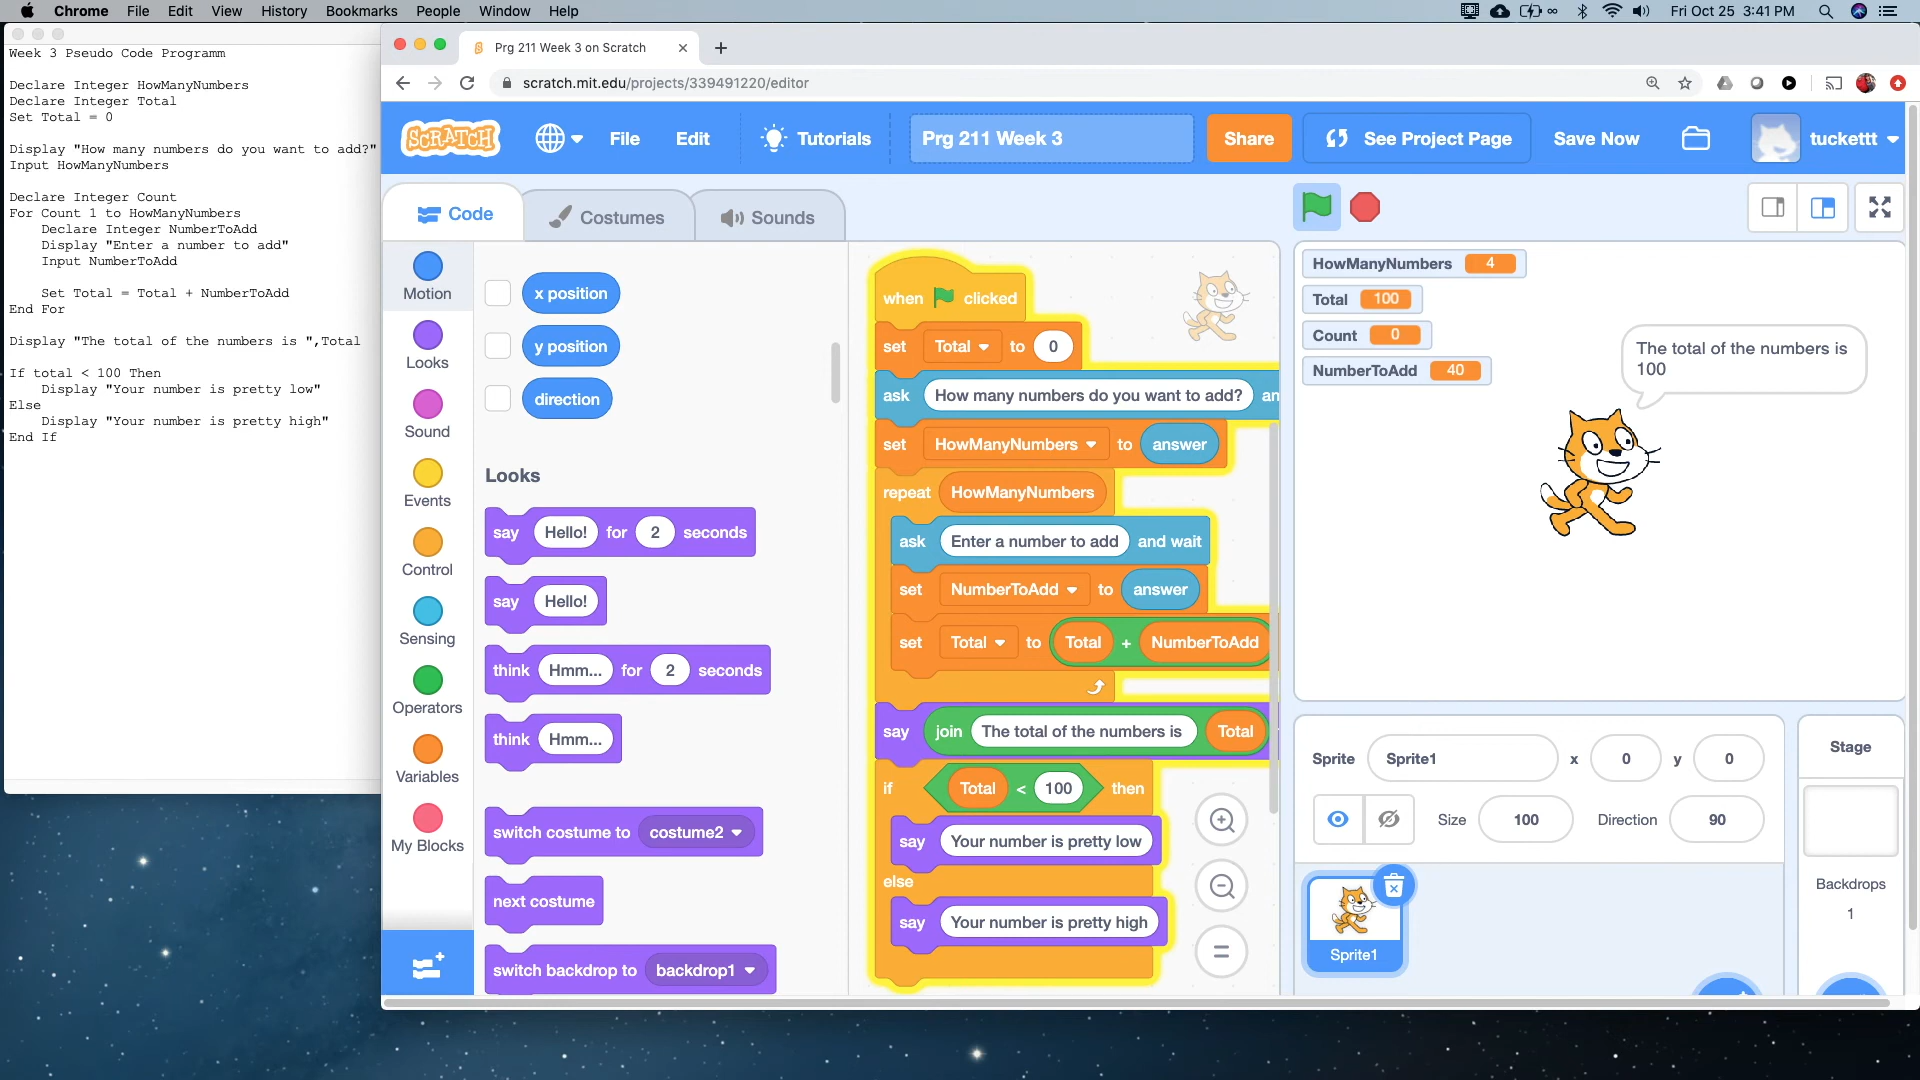 Chrome File Edit View History Bookmarks People Window Help
Fri Oct 25 3:41 PM
Week 3 Pseudo Code Programm
Declare Integer HowManyNumbers
Declare Integer Total
Set Total = 0
Display "How many numbers do you want to add?"
Input HowManyNumbers
Declare Integer Count
For Count 1 to HowManyNumbers
Declare Integer NumberToAdd
Display "Enter a number to add"
Input NumberToAdd
Set Total = Total + NumberToAdd
End For
Display "The total of the numbers is ",Total
If total < 100 Then
Display "Your number is pretty low"
Else
Display "Your number is pretty high"
End If
Prg 211 Week 3 on Scratch
scratch.mit.edu/projects/339491220/editor
SCRATCH File Edit Tutorials Prg 211 Week 3 Share See Project Page Save Now tuckettt
Code Costumes Sounds
Motion
Looks
Sound
Events
Control
Sensing
Operators
Variables
My Blocks
x position
y position
direction
Looks
say Hello! for 2 seconds
say Hello!
think Hmm... for 2 seconds
think Hmm...
switch costume to costume2
next costume
switch backdrop to backdrop1
when clicked
set Total to 0
ask How many numbers do you want to add? an
set HowManyNumbers to answer
repeat HowManyNumbers
ask Enter a number to add and wait
set NumberToAdd to answer
set Total to Total + NumberToAdd
say join The total of the numbers is Total
if Total < 100 then
say Your number is pretty low
else
say Your number is pretty high
HowManyNumbers 4
Total 100
Count 0
NumberToAdd 40
The total of the numbers is
100
Sprite Sprite1 x 0 y 0
Size 100 Direction 90
Sprite1
Stage
Backdrops
1